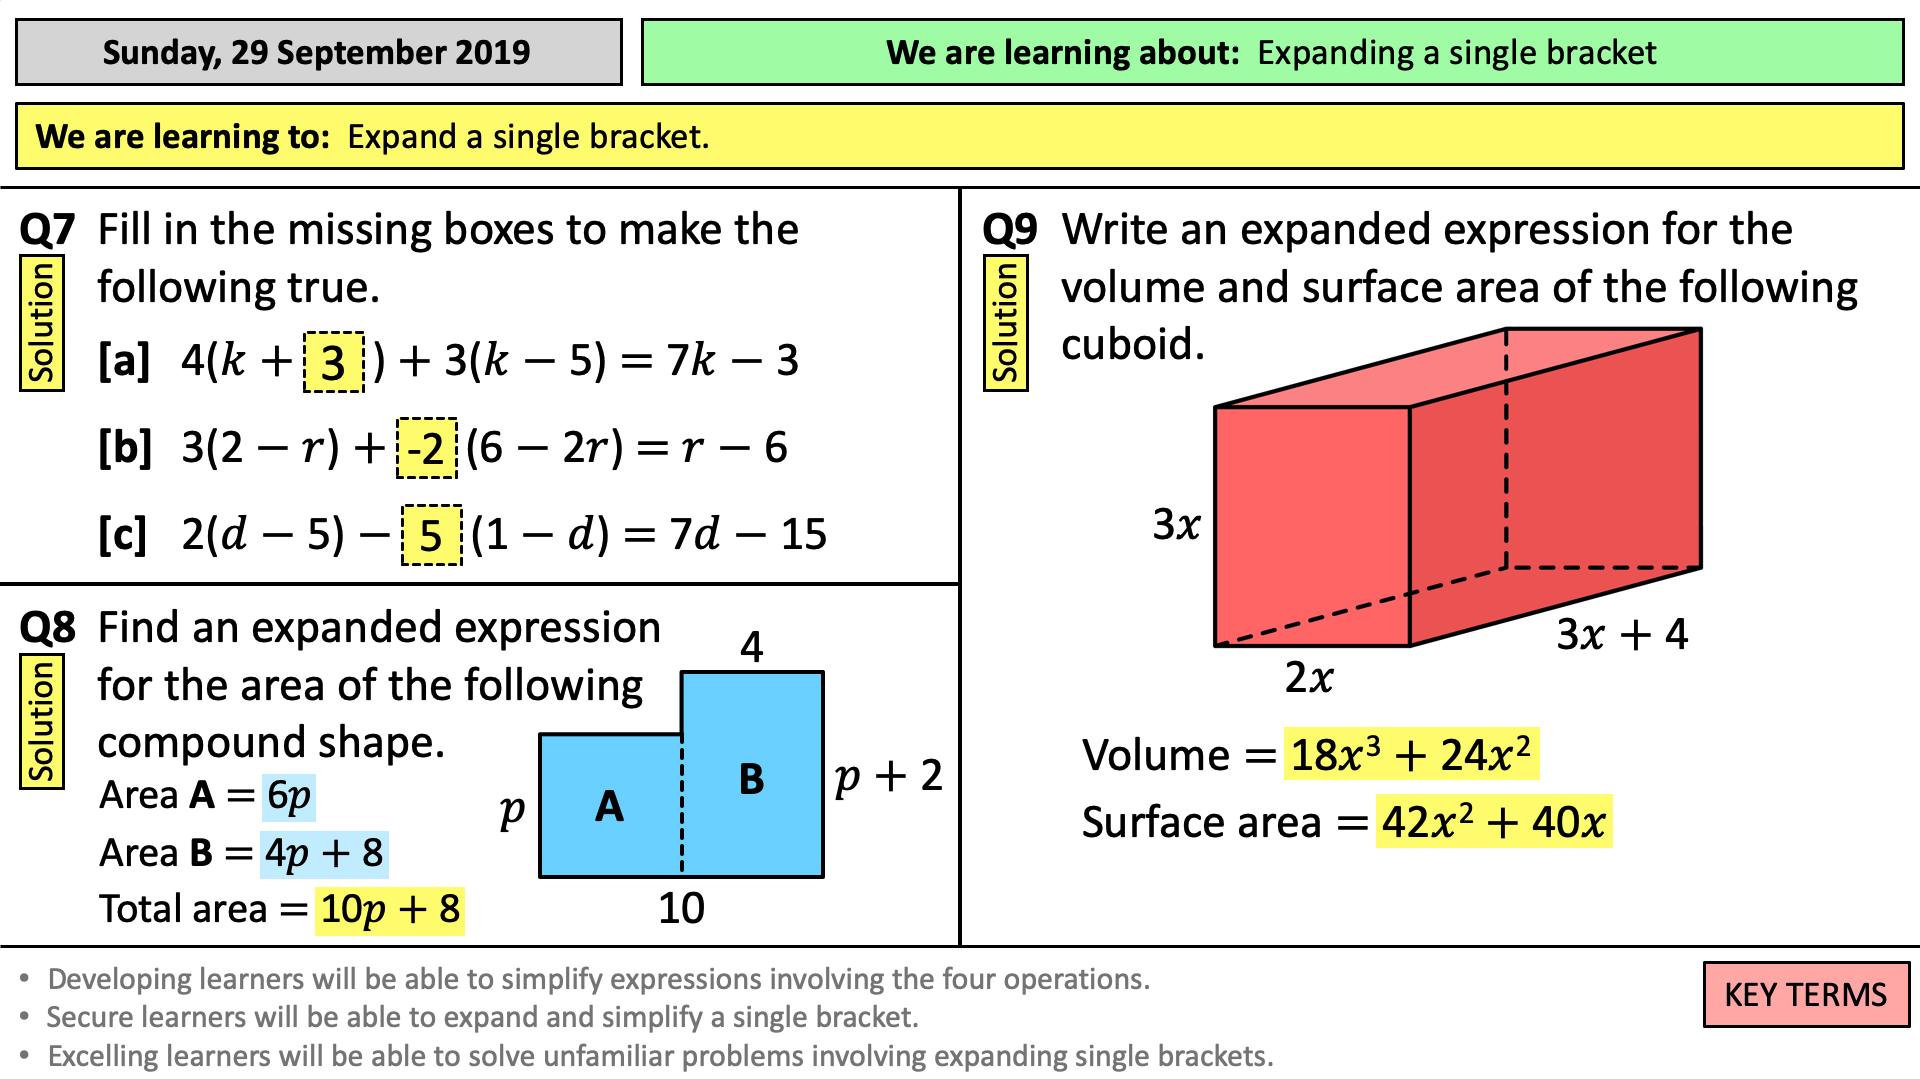 Sunday, 29 September 2019
We are learning about: Expanding a single bracket
We are learning to: Expand a single bracket.
Q7 Fill in the missing boxes to make the
following true.
Solution
[a] 4(k + 3 ) + 3(k − 5) = 7k − 3
[b] 3(2 − r) + -2 (6 − 2r) = r − 6
[c] 2(d − 5) − 5 (1 − d) = 7d − 15
Q8 Find an expanded expression
for the area of the following
compound shape.
Solution
Area A = 6p
Area B = 4p + 8
Total area = 10p + 8
4
p
A
B
p + 2
10
Q9 Write an expanded expression for the
volume and surface area of the following
cuboid.
Solution
3x
2x
3x + 4
Volume = 18x³ + 24x²
Surface area = 42x² + 40x
• Developing learners will be able to simplify expressions involving the four operations.
• Secure learners will be able to expand and simplify a single bracket.
• Excelling learners will be able to solve unfamiliar problems involving expanding single brackets.
KEY TERMS